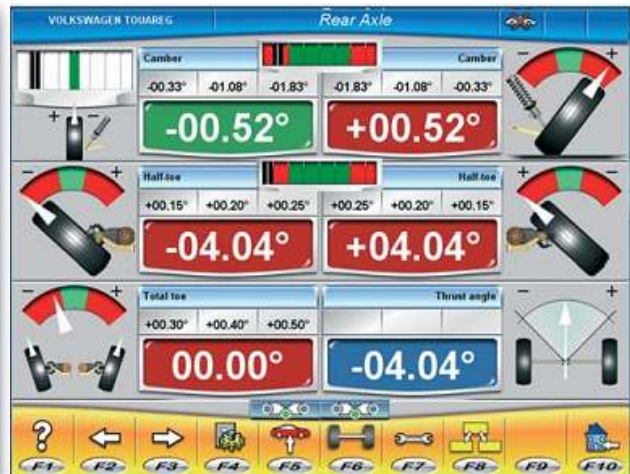 VOLKSWAGEN TOUAREG
Rear Axle
Camber Camber
-00.33° -01.08° -01.83° -01.83° -01.08° -00.33°
-00.52° +00.52°
+ -
- +
Half-toe Half-toe
- + - +
+00.15° +00.20° +00.25° +00.25° +00.20° +00.15°
-04.04° +04.04°
Total toe Thrust angle
- + - +
+00.30° +00.40° +00.50°
00.00° -04.04°
?
F1 F2 F3 F4 F5 F6 F7 F8 F9 F10